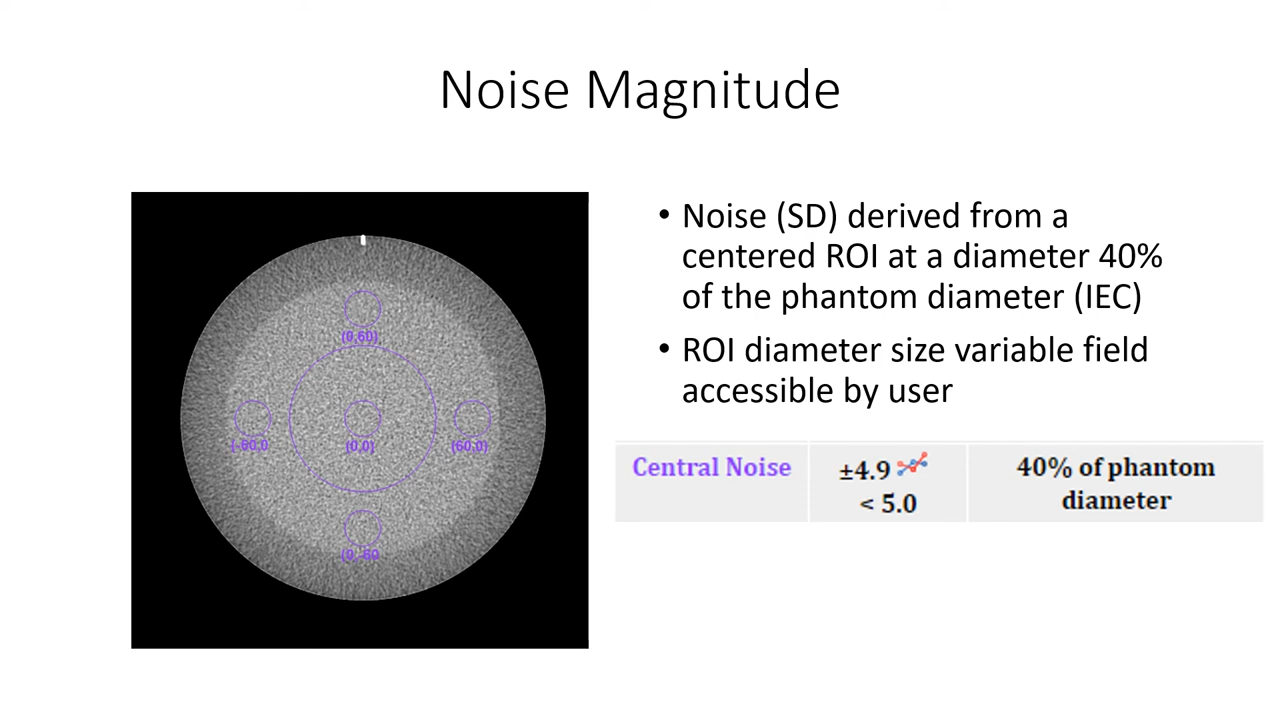 Noise Magnitude
(0,60)
(-60,0
(0,0)
(60,0)
(0,-60
• Noise (SD) derived from a
centered ROI at a diameter 40%
of the phantom diameter (IEC)
• ROI diameter size variable field
accessible by user
Central Noise
±4.9
< 5.0
40% of phantom
diameter